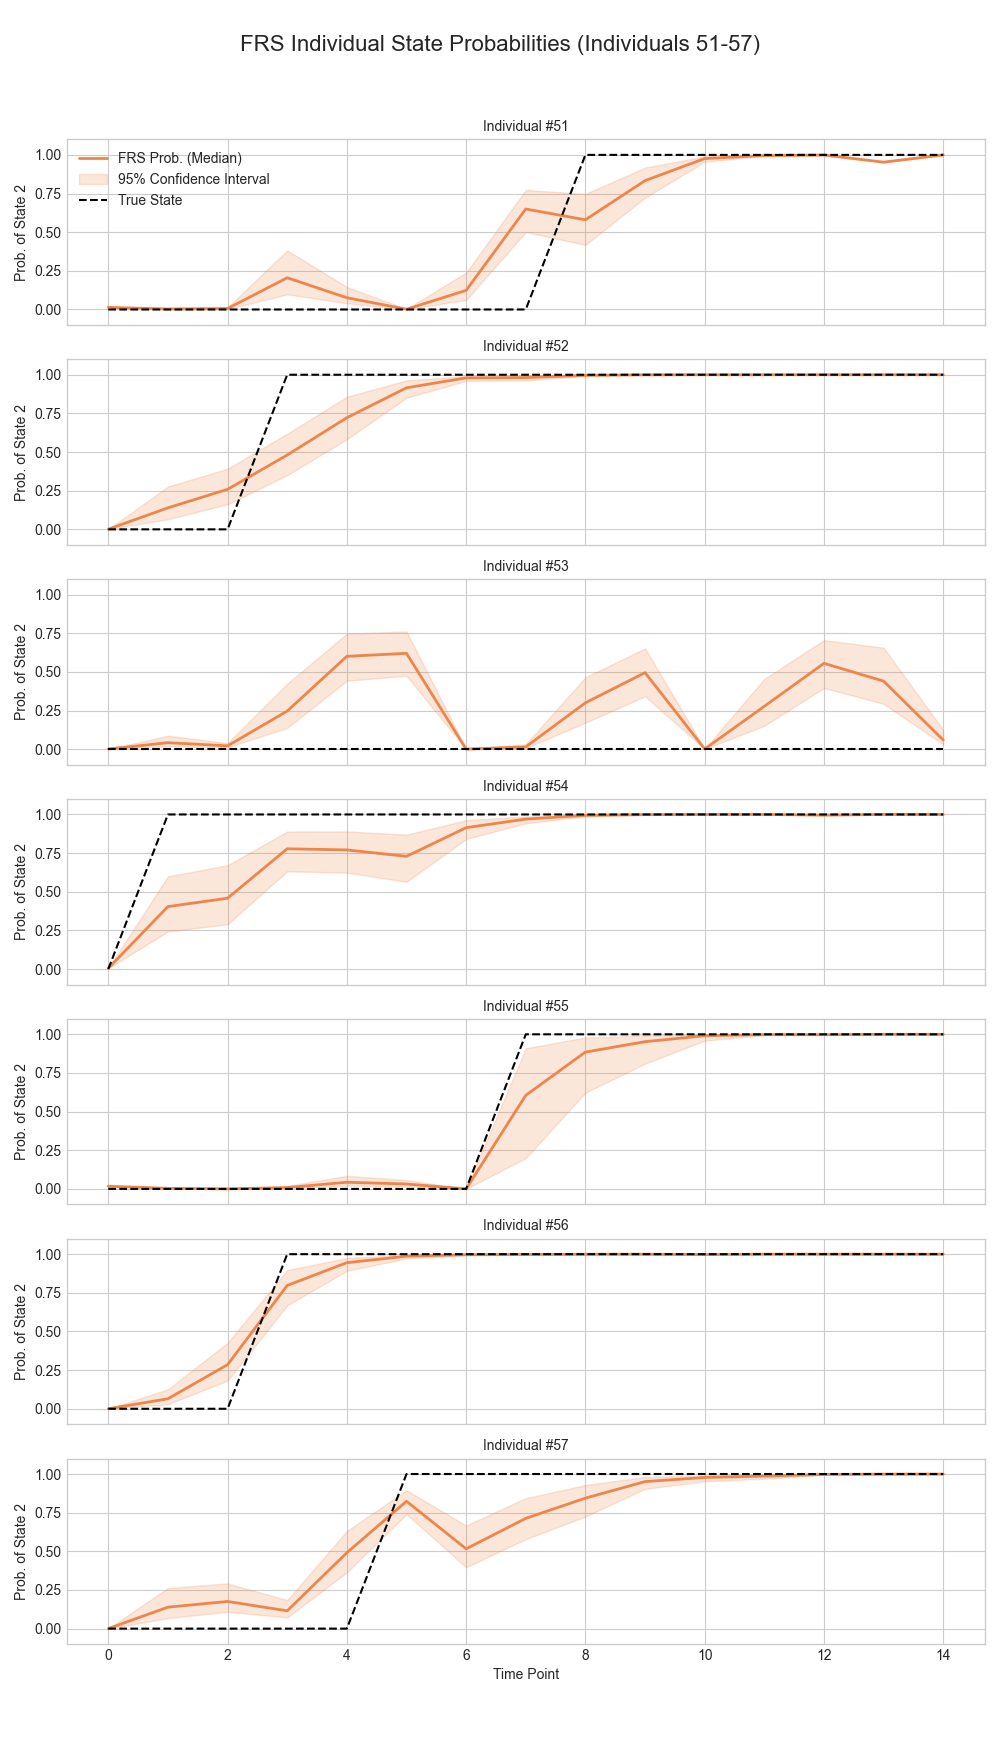 FRS Individual State Probabilities (Individuals 51-57)
Individual #51
FRS Prob. (Median)
95% Confidence Interval
True State
Prob. of State 2
1.00
0.75
0.50
0.25
0.00
Individual #52
Prob. of State 2
1.00
0.75
0.50
0.25
0.00
Individual #53
Prob. of State 2
1.00
0.75
0.50
0.25
0.00
Individual #54
Prob. of State 2
1.00
0.75
0.50
0.25
0.00
Individual #55
Prob. of State 2
1.00
0.75
0.50
0.25
0.00
Individual #56
Prob. of State 2
1.00
0.75
0.50
0.25
0.00
Individual #57
Prob. of State 2
1.00
0.75
0.50
0.25
0.00
0 2 4 6 8 10 12 14
Time Point